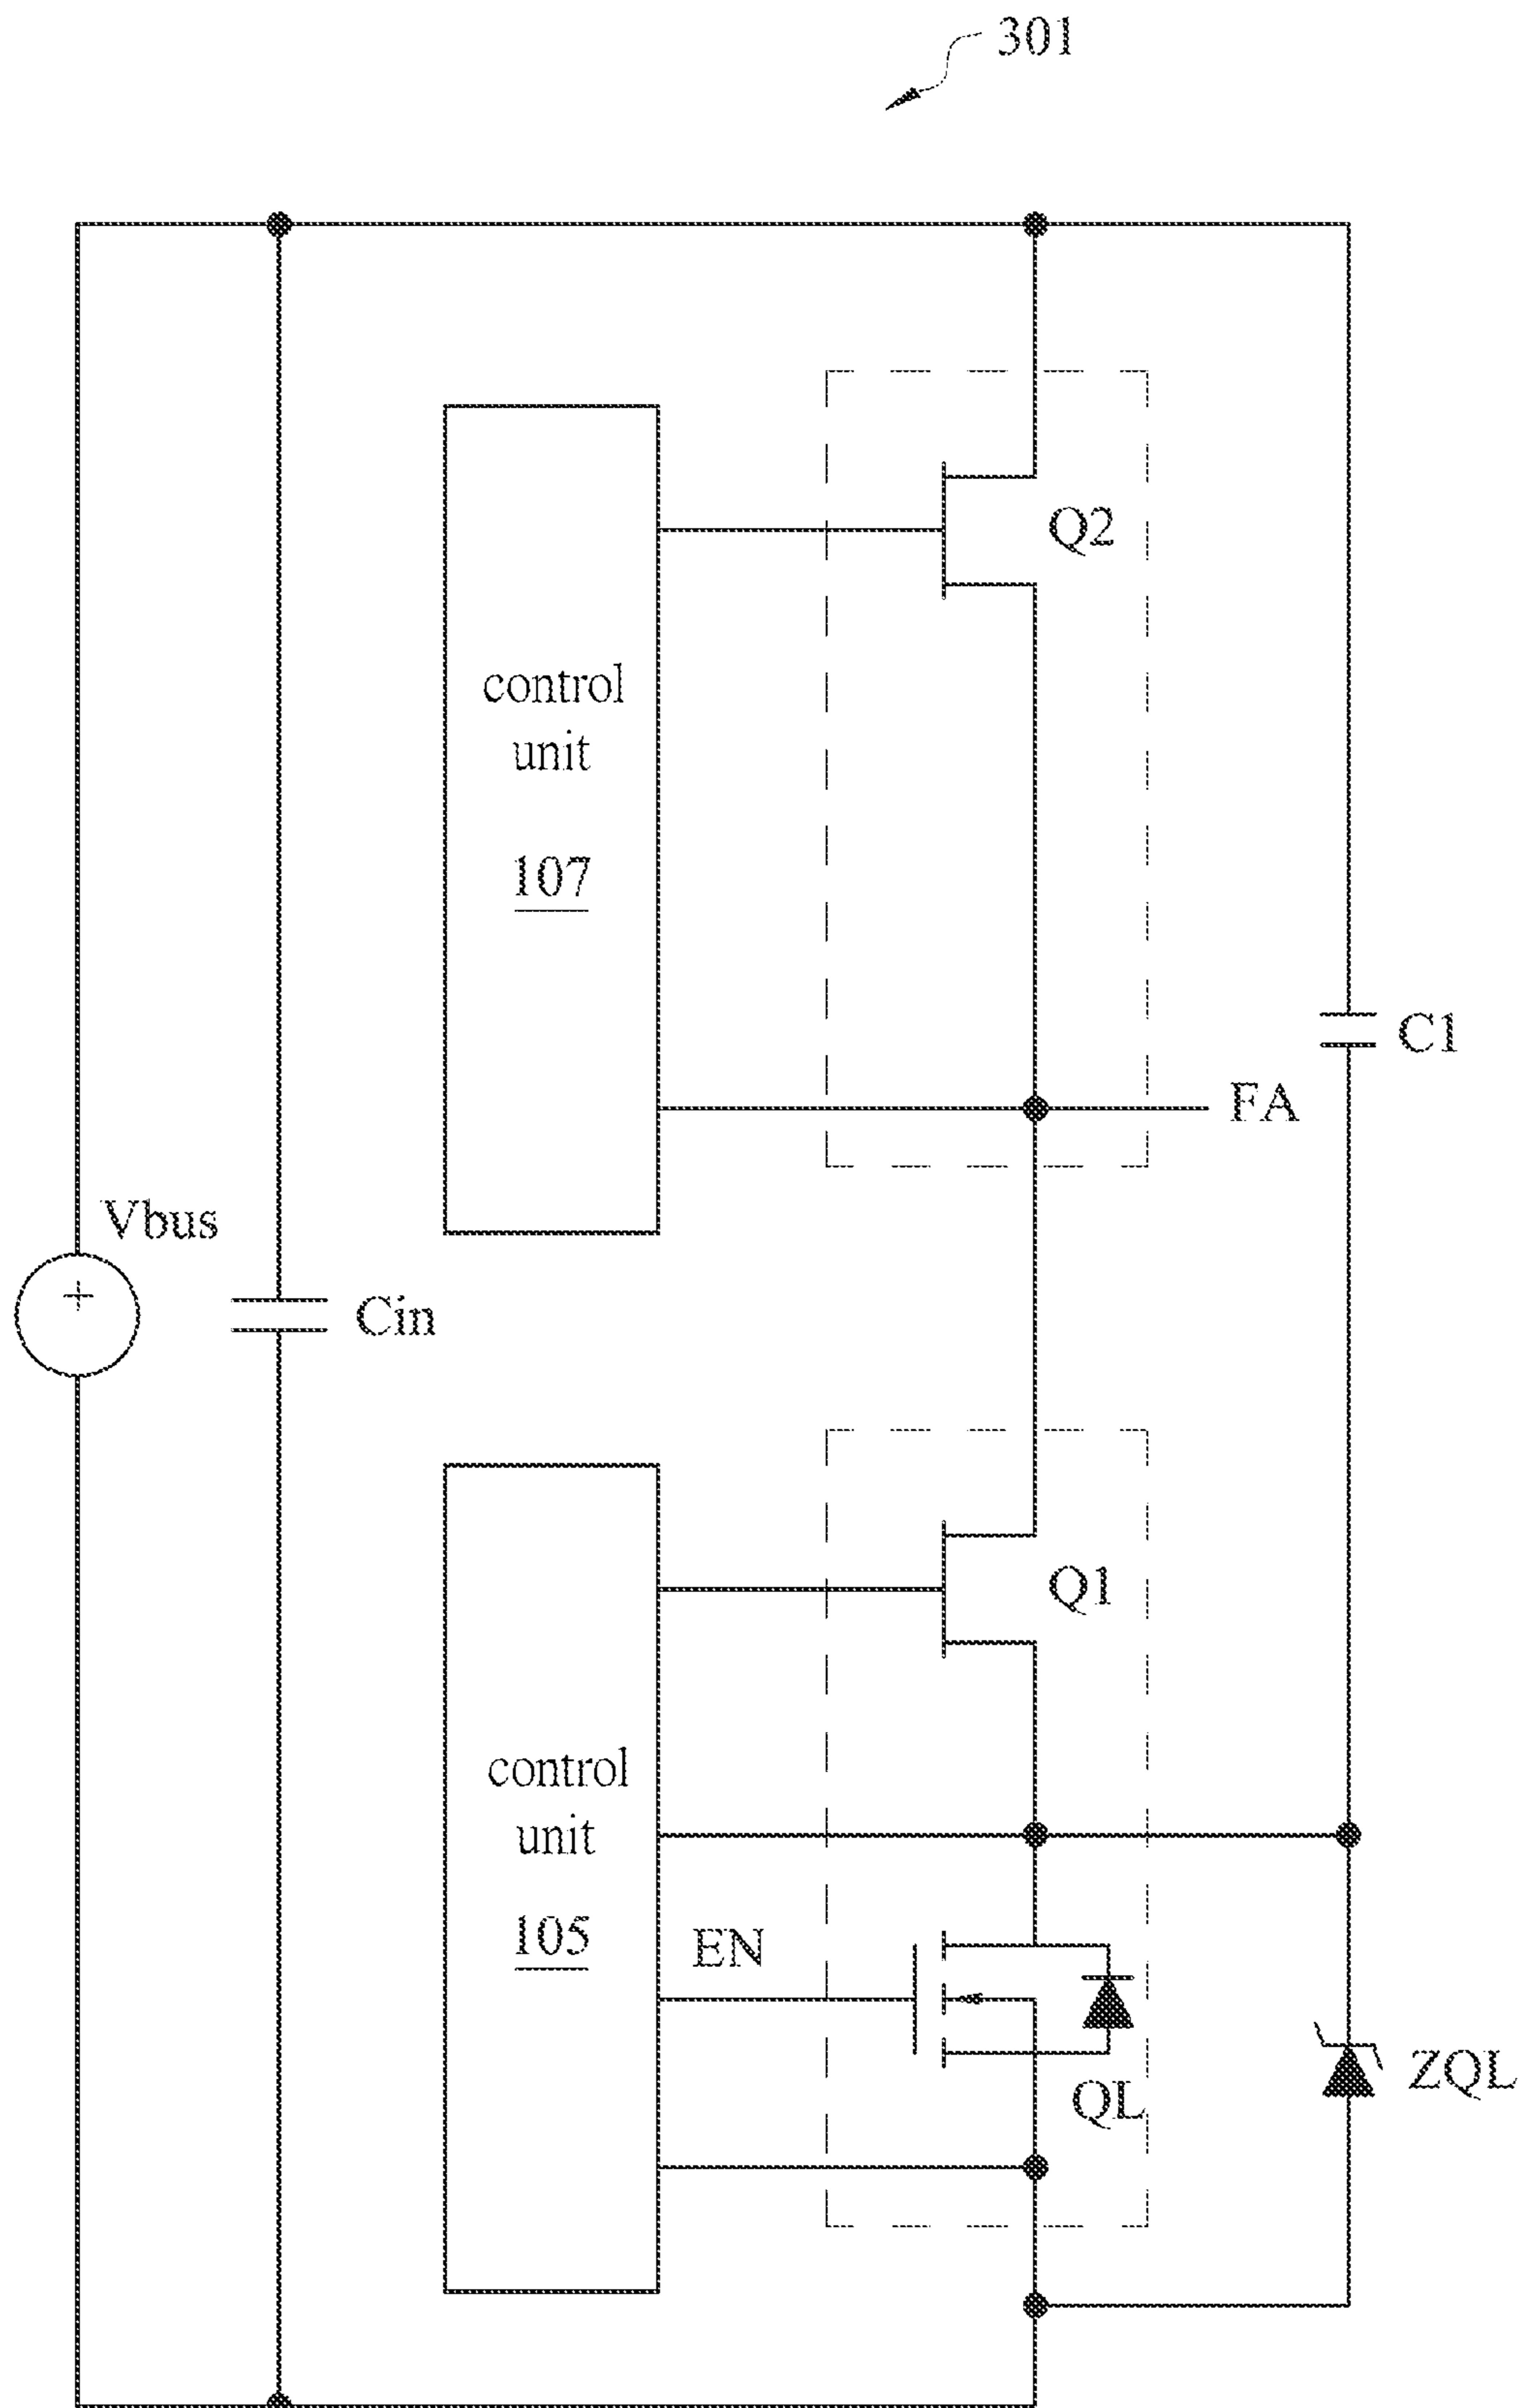 301
Q2
control
unit
107
C1
FA
Vbus
+
Cin
Q1
control
unit
105
EN
QL
ZQL